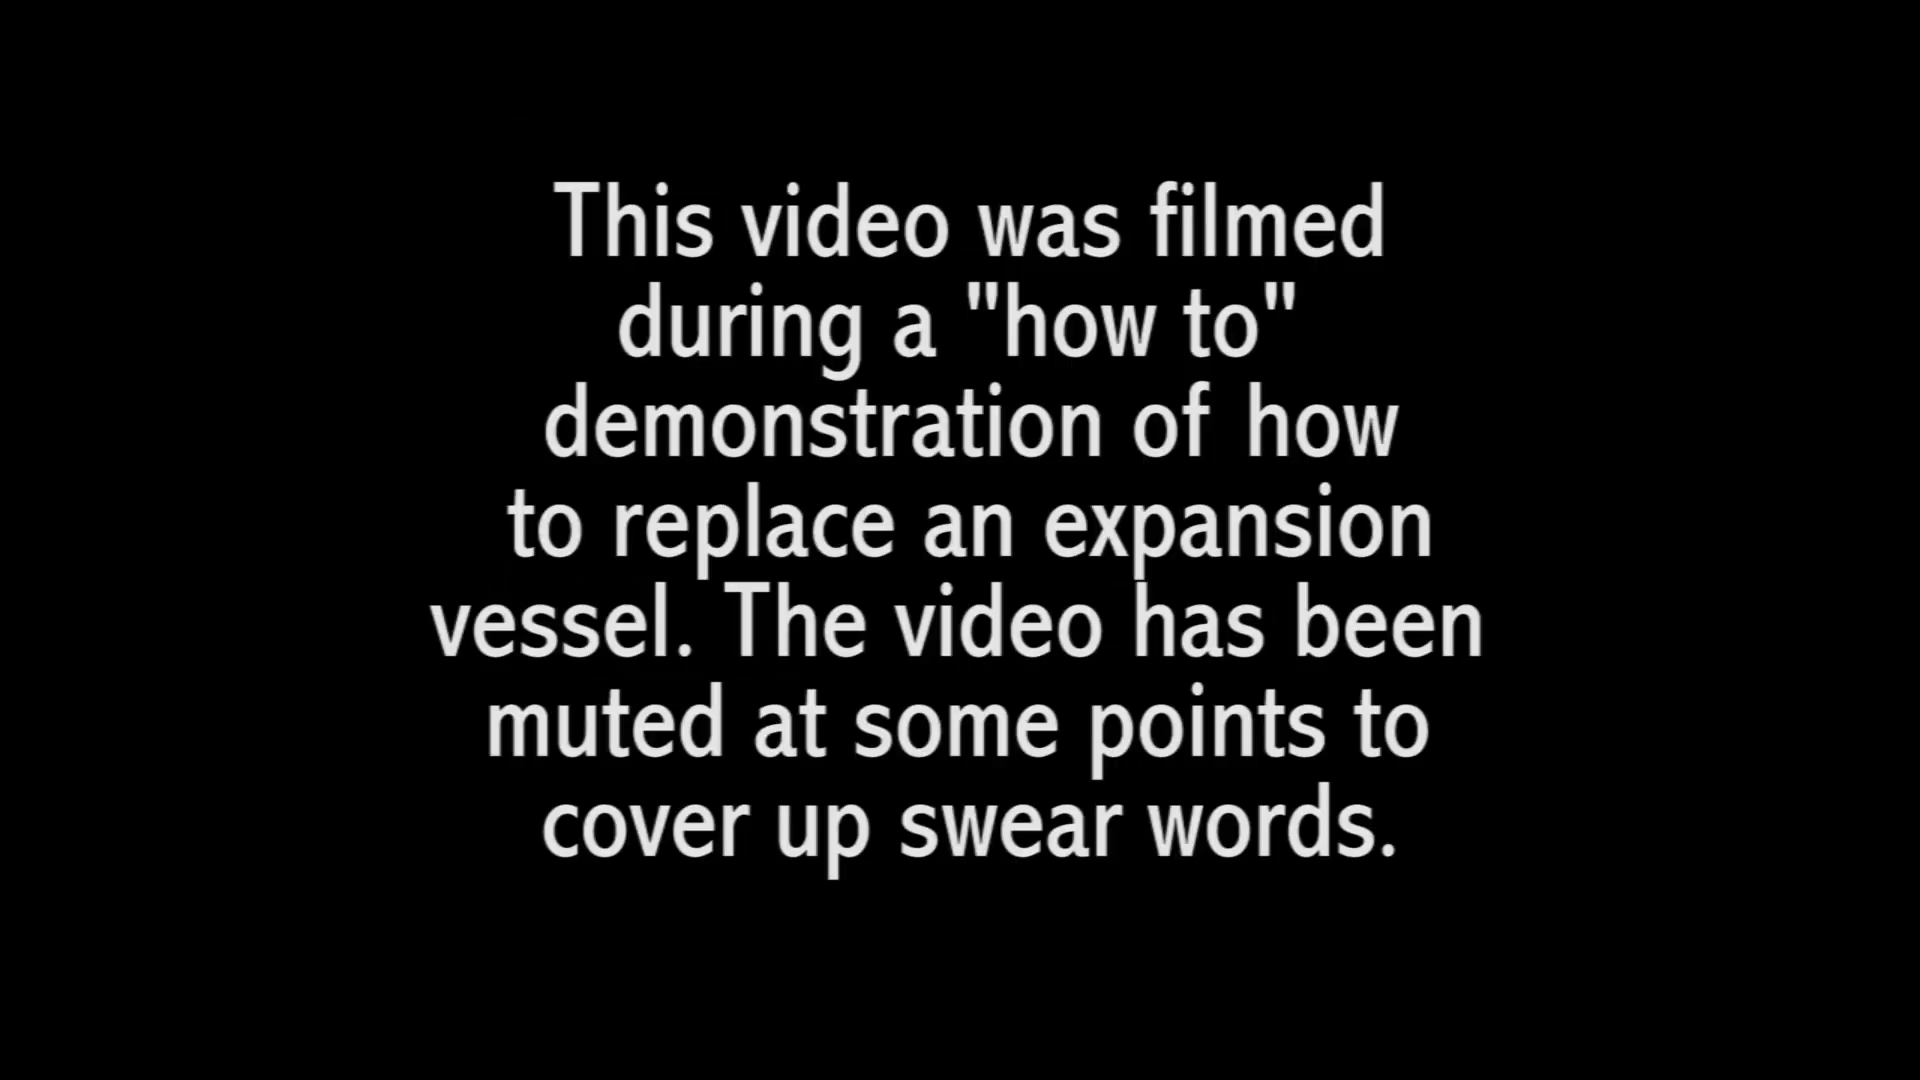 This video was filmed
during a "how to"
demonstration of how
to replace an expansion
vessel. The video has been
muted at some points to
cover up swear words.